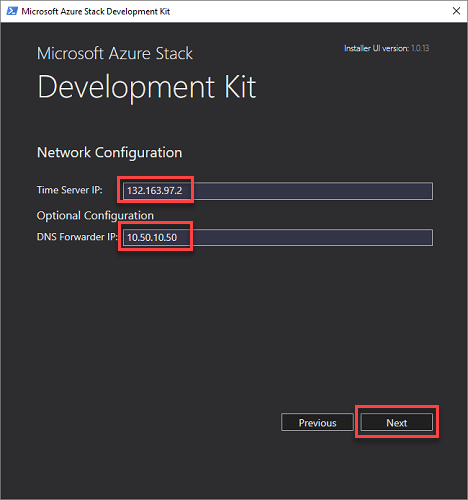 Microsoft Azure Stack Development Kit
Microsoft Azure Stack
Installer UI version: 1.0.13
Development Kit
Network Configuration
Time Server IP: 132.163.97.2
Optional Configuration
DNS Forwarder IP: 10.50.10.50
Previous Next